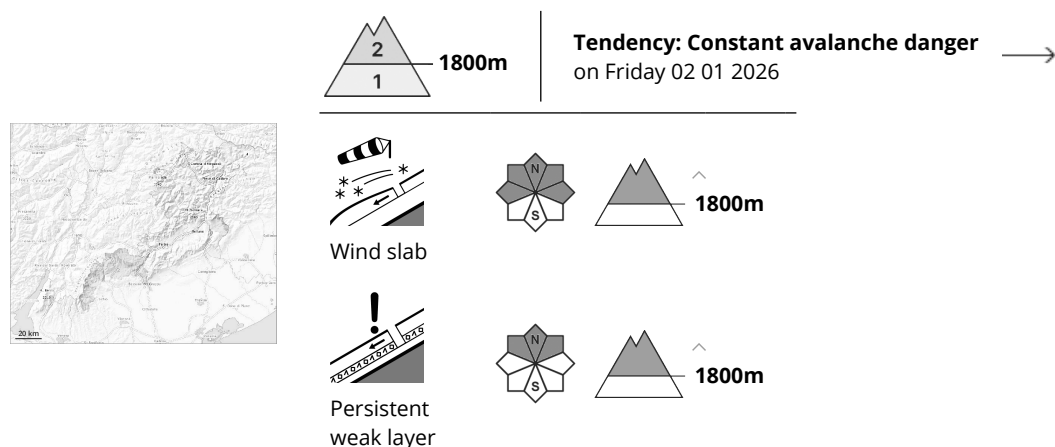 2
1
1800m
Tendency: Constant avalanche danger
on Friday 02 01 2026
N
S
1800m
Wind slab
20 km
N
S
1800m
Persistent
weak layer